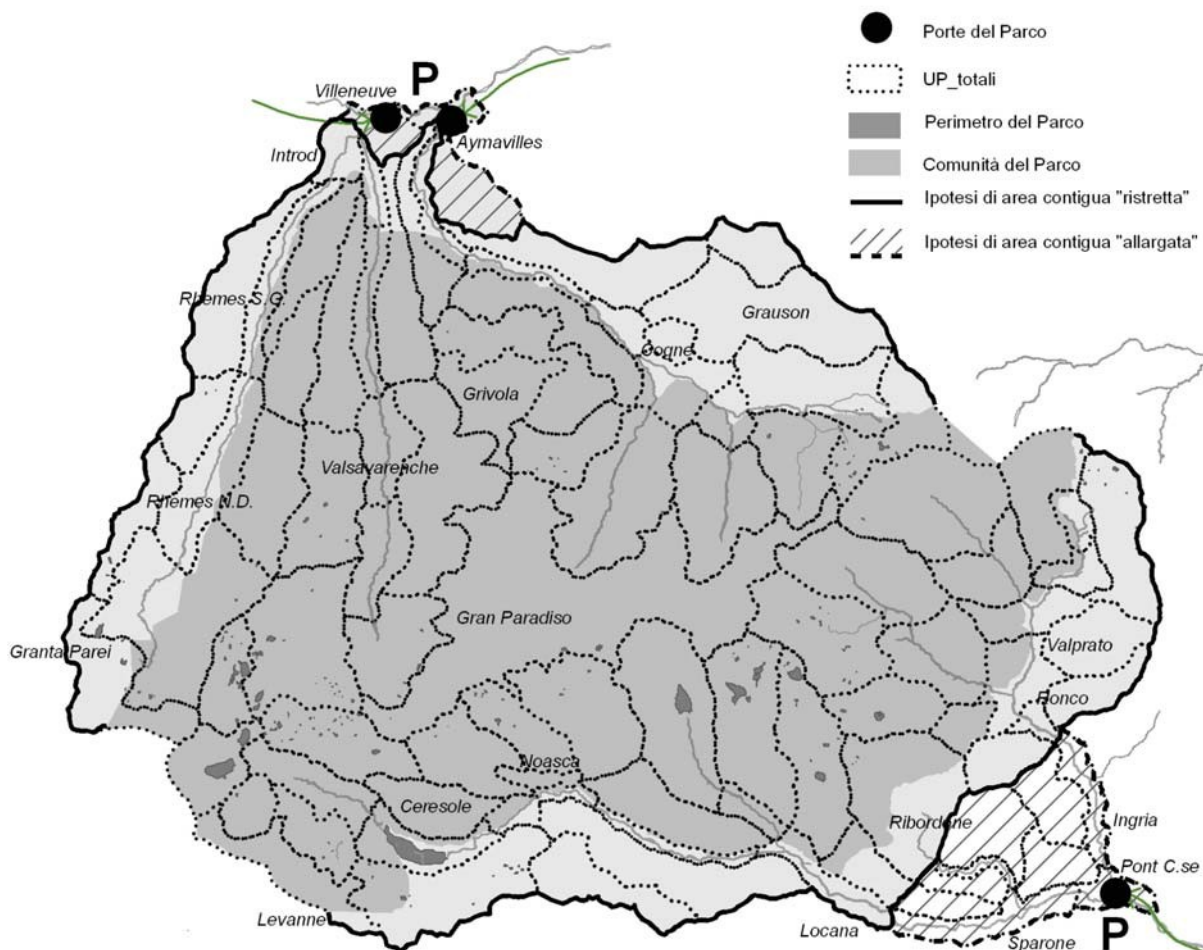 Porte del Parco
UP_totali
Perimetro del Parco
Comunità del Parco
Ipotesi di area contigua "ristretta"
Ipotesi di area contigua "allargata"
P
Villeneuve
Aymavilles
Introd
Rhemes S.G.
Grauson
Cogne
Grivola
Valsavarenche
Rhemes N.D.
Gran Paradiso
Granta Parei
Valprato
Ronco
Noasca
Ceresole
Ribordone
Ingria
Pont C.se
Levanne
Locana
Sparone
P